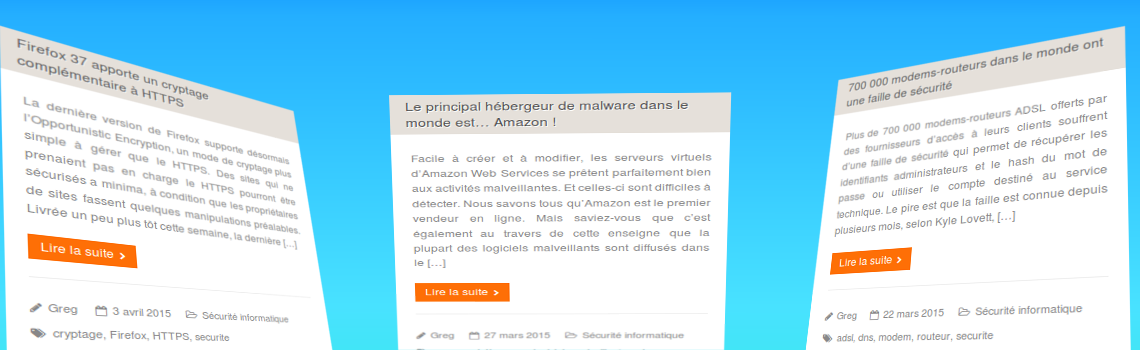 Firefox 37 apporte un cryptage
complémentaire à HTTPS
La dernière version de Firefox supporte désormais
l'Opportunistic Encryption, un mode de cryptage plus
simple à gérer que le HTTPS. Des sites qui ne
prenaient pas en charge le HTTPS pourront être
sécurisés a minima, à condition que les propriétaires
de sites fassent quelques manipulations préalables.
Livrée un peu plus tôt cette semaine, la dernière [...]
Lire la suite >
Greg 3 avril 2015 Sécurité informatique
cryptage, Firefox, HTTPS, securite
Le principal hébergeur de malware dans le
monde est… Amazon !
Facile à créer et à modifier, les serveurs virtuels
d'Amazon Web Services se prêtent parfaitement bien
aux activités malveillantes. Et celles-ci sont difficiles à
détecter. Nous savons tous qu'Amazon est le premier
vendeur en ligne. Mais saviez-vous que c'est
également au travers de cette enseigne que la
plupart des logiciels malveillants sont diffusés dans
le [...]
Lire la suite >
Greg 27 mars 2015 Sécurité informatique
700 000 modems-routeurs dans le monde ont
une faille de sécurité
Plus de 700 000 modems-routeurs ADSL offerts par
des fournisseurs d'accès à leurs clients souffrent
d'une faille de sécurité qui permet de récupérer les
identifiants administrateurs et le hash du mot de
passe ou utiliser le compte destiné au service
technique. Le pire est que la faille est connue depuis
plusieurs mois, selon Kyle Lovett, [...]
Lire la suite >
Greg 22 mars 2015 Sécurité informatique
adsl, dns, modem, routeur, securite